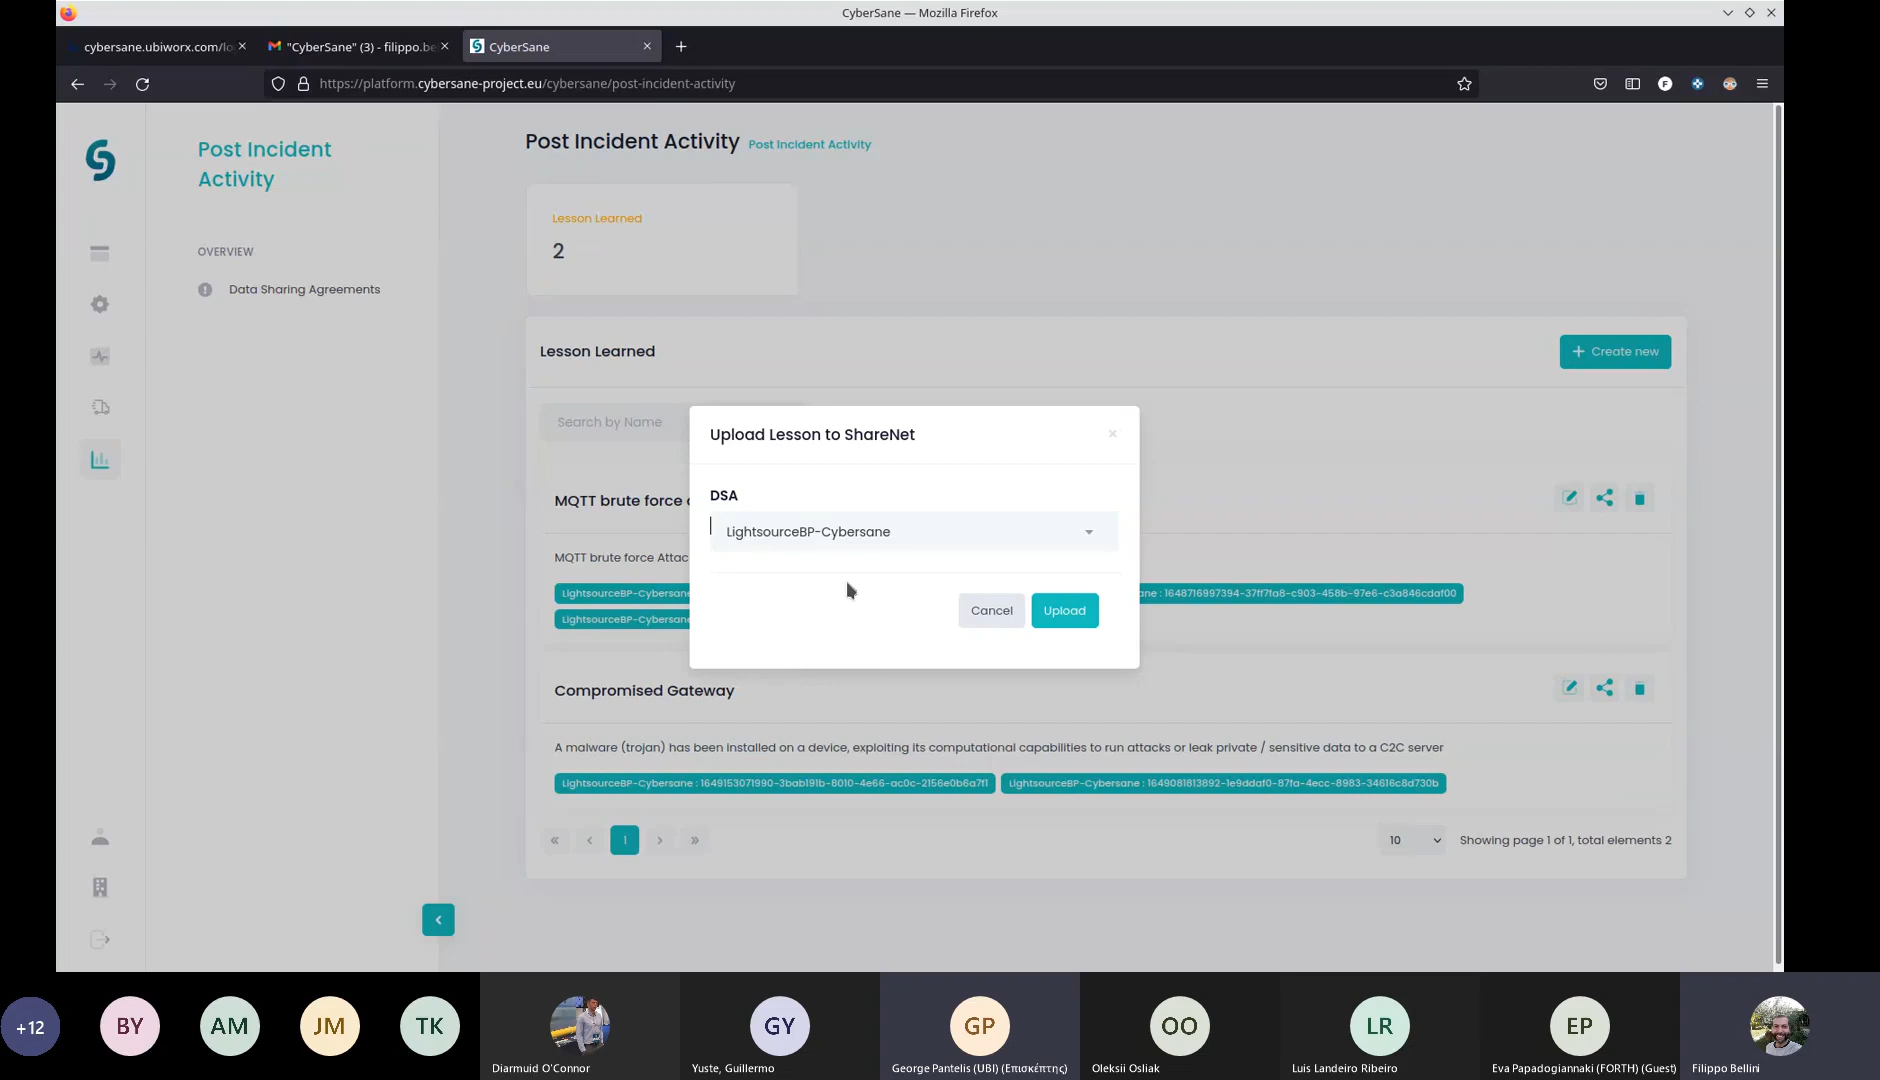 CyberSane — Mozilla Firefox
cybersane.ubiworx.com/lo
"CyberSane" (3) - filippo.be
CyberSane
https://platform.cybersane-project.eu/cybersane/post-incident-activity
Post Incident
Activity
OVERVIEW
Data Sharing Agreements
Post Incident Activity Post Incident Activity
Lesson Learned
2
Lesson Learned
+ Create new
Search by Name
Upload Lesson to ShareNet
DSA
LightsourceBP-Cybersane
Cancel
Upload
MQTT brute force
MQTT brute force Attac
LightsourceBP-Cybersane
ane : 1648716997394-37ff7fa8-c903-458b-97e6-c3a846cdaf00
LightsourceBP-Cybersane
Compromised Gateway
A malware (trojan) has been installed on a device, exploiting its computational capabilities to run attacks or leak private / sensitive data to a C2C server
LightsourceBP-Cybersane : 1649153071990-3bab191b-8010-4e66-ac0c-2156e0b6a7f1
LightsourceBP-Cybersane : 1649081813892-1e9ddaf0-87fa-4ecc-8983-34616c8d730b
« ‹ 1 › »
10
Showing page 1 of 1, total elements 2
+12
BY
AM
JM
TK
Diarmuid O'Connor
GY
Yuste, Guillermo
GP
George Pantelis (UBI) (Επισκέπτης)
OO
Oleksii Osliak
LR
Luis Landeiro Ribeiro
EP
Eva Papadogiannaki (FORTH) (Guest)
Filippo Bellini